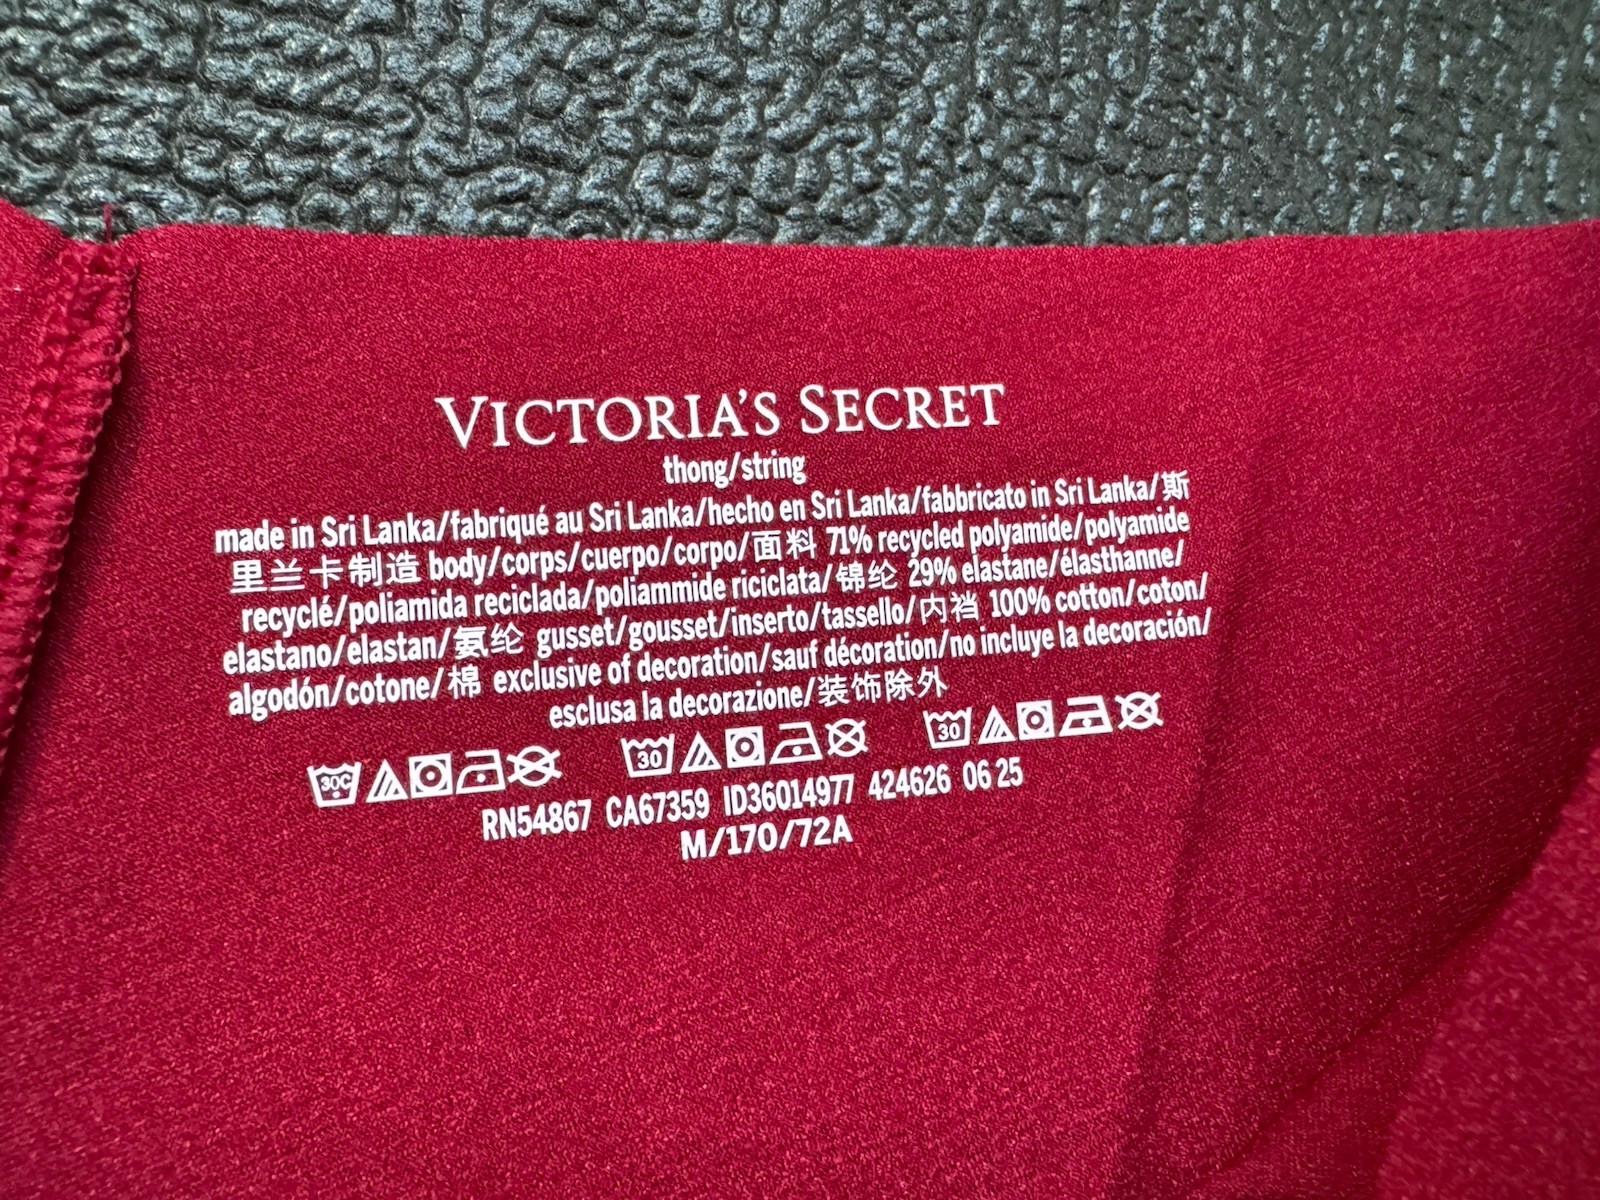 VICTORIA'S SECRET
thong/string
made in Sri Lanka/fabriqué au Sri Lanka/hecho en Sri Lanka/fabbricato in Sri Lanka/斯
里兰卡制造 body/corps/cuerpo/corpo/面料 71% recycled polyamide/polyamide
recyclé/poliamida reciclada/poliammide riciclata/锦纶 29% elastane/élasthanne/
elastano/elastan/氨纶 gusset/gousset/inserto/tassello/内裆 100% cotton/coton/
algodón/cotone/棉 exclusive of decoration/sauf décoration/no incluye la decoración/
esclusa la decorazione/装饰除外
30C 30 30
RN54867 CA67359 ID36014977 424626 06 25
M/170/72A